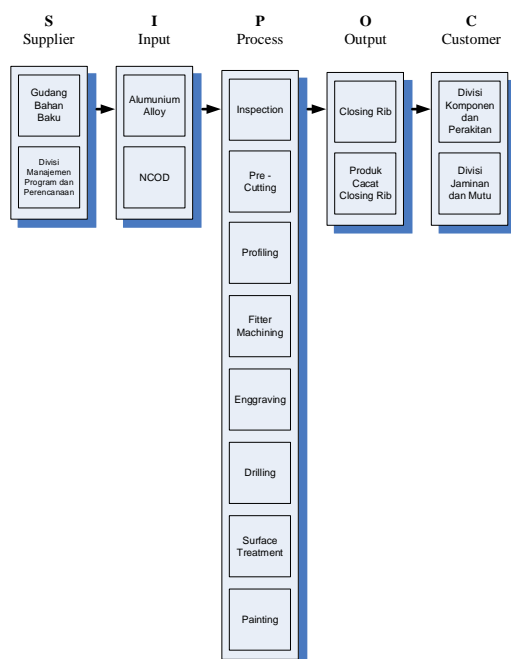 S
Supplier
I
Input
P
Process
O
Output
C
Customer
Gudang
Bahan
Baku
Divisi
Manajemen
Program dan
Perencanaan
Alumunium
Alloy
NCOD
Inspection
Pre -
Cutting
Profiling
Fitter
Machining
Enggraving
Drilling
Surface
Treatment
Painting
Closing Rib
Produk
Cacat
Closing Rib
Divisi
Komponen
dan
Perakitan
Divisi
Jaminan
dan Mutu